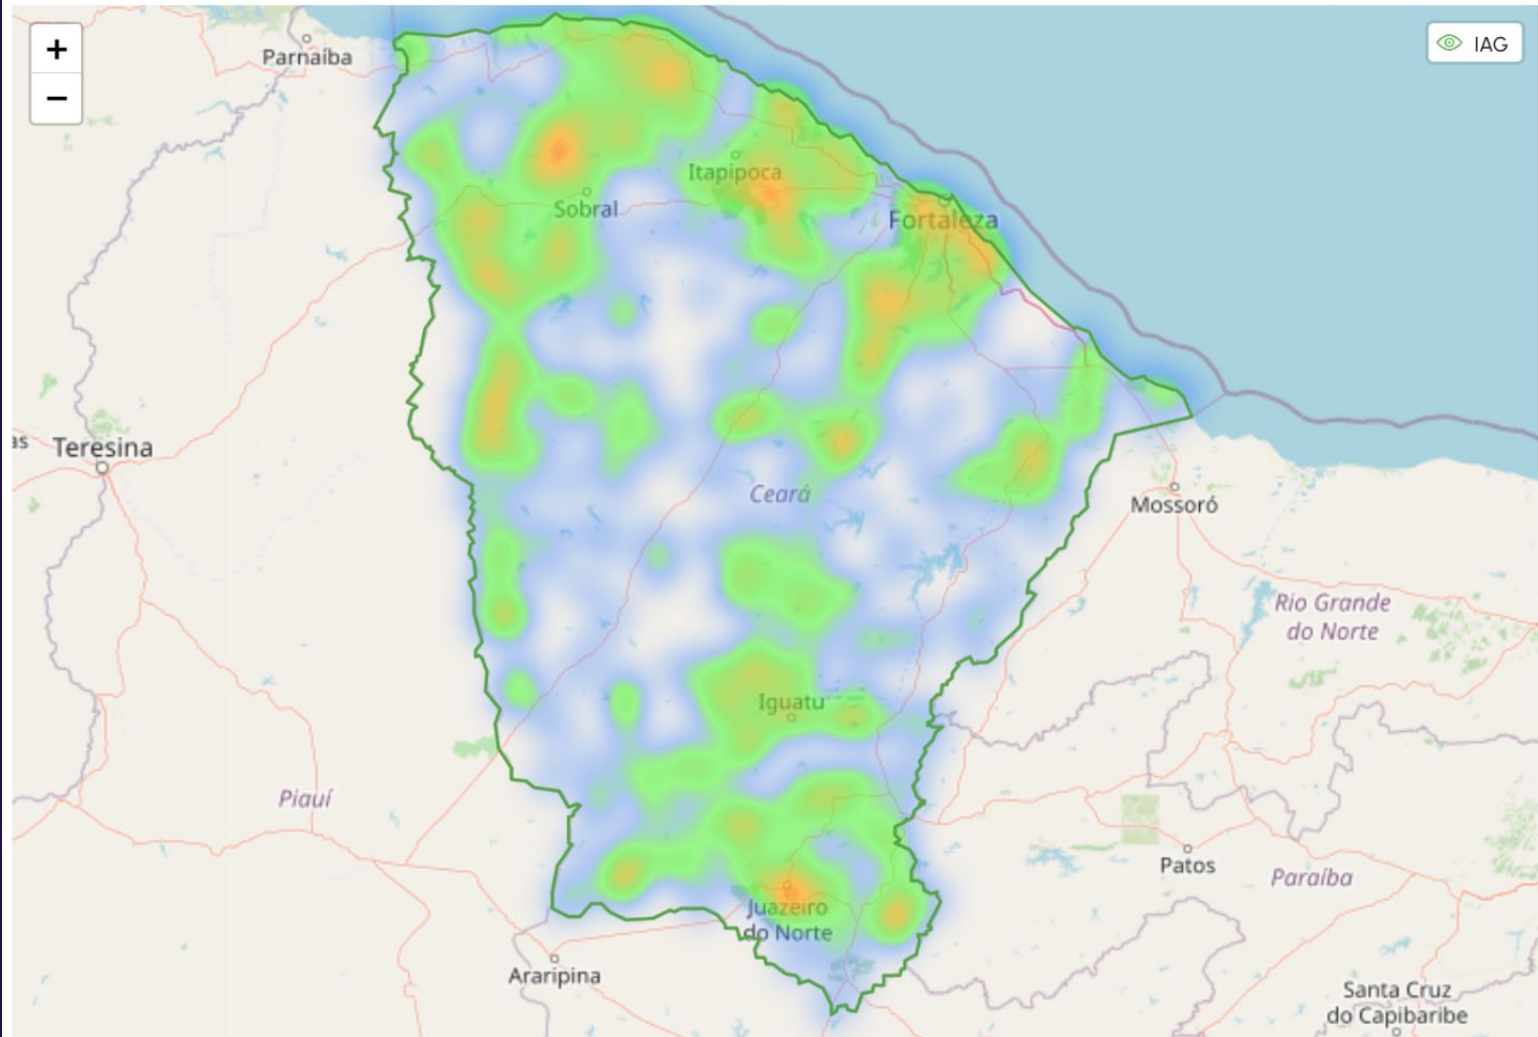 +
−
IAG
Parnaíba
Itapipoca
Sobral
Fortaleza
as
Teresina
Ceará
Mossoró
Rio Grande
do Norte
Iguatu
Piauí
Patos
Paraíba
Juazeiro
do Norte
Araripina
Santa Cruz
do Capibaribe